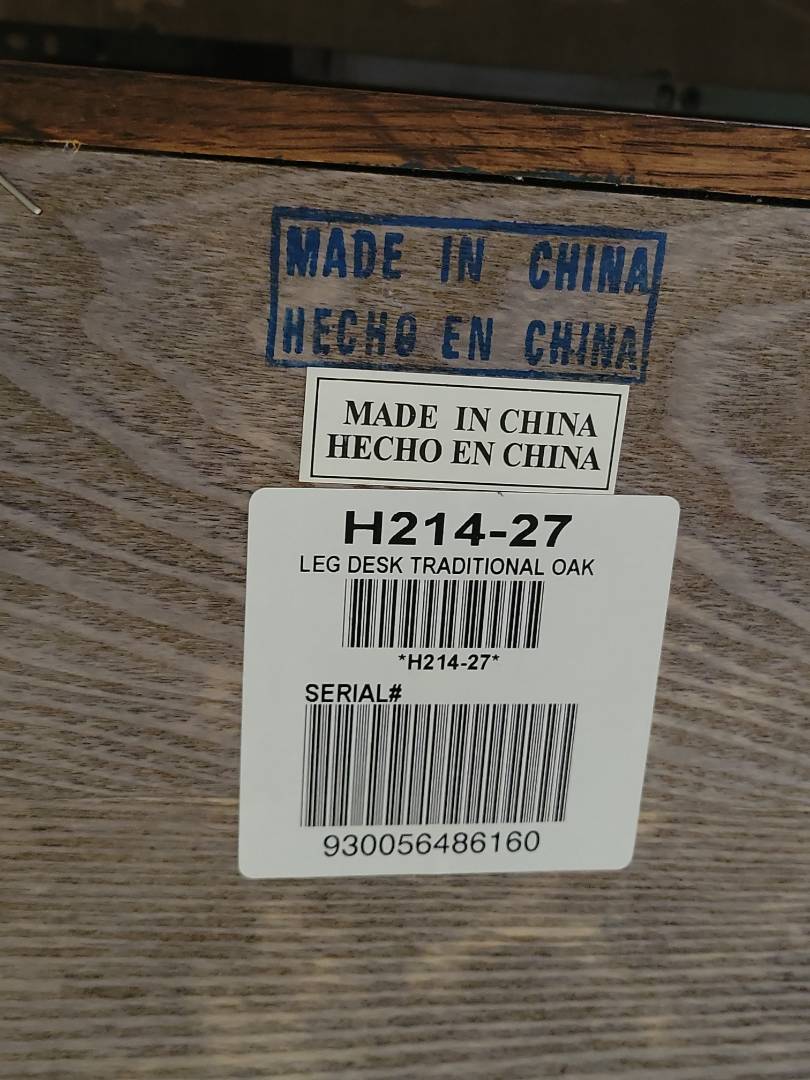 MADE IN CHINA
HECHO EN CHINA
MADE IN CHINA
HECHO EN CHINA
H214-27
LEG DESK TRADITIONAL OAK
*H214-27*
SERIAL#
930056486160